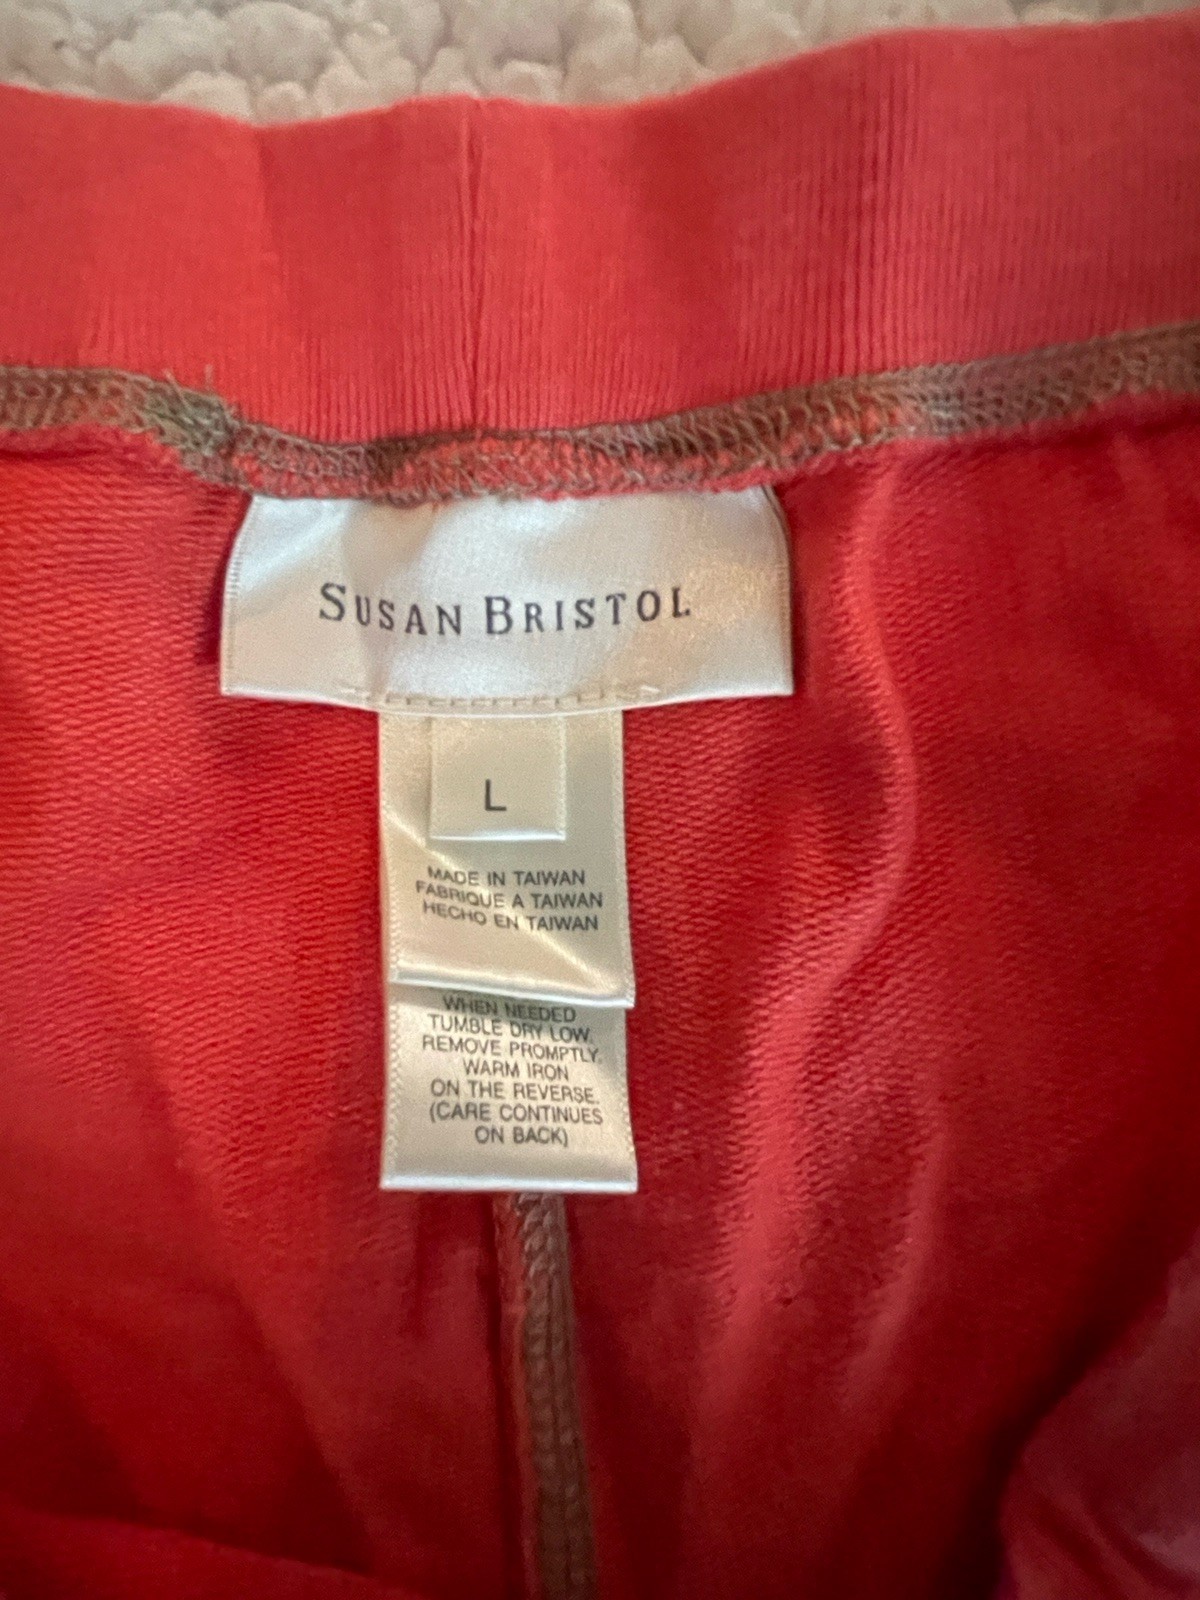 SUSAN BRISTOL
L
MADE IN TAIWAN
FABRIQUE A TAIWAN
HECHO EN TAIWAN
WHEN NEEDED
TUMBLE DRY LOW.
REMOVE PROMPTLY.
WARM IRON
ON THE REVERSE.
(CARE CONTINUES
ON BACK)